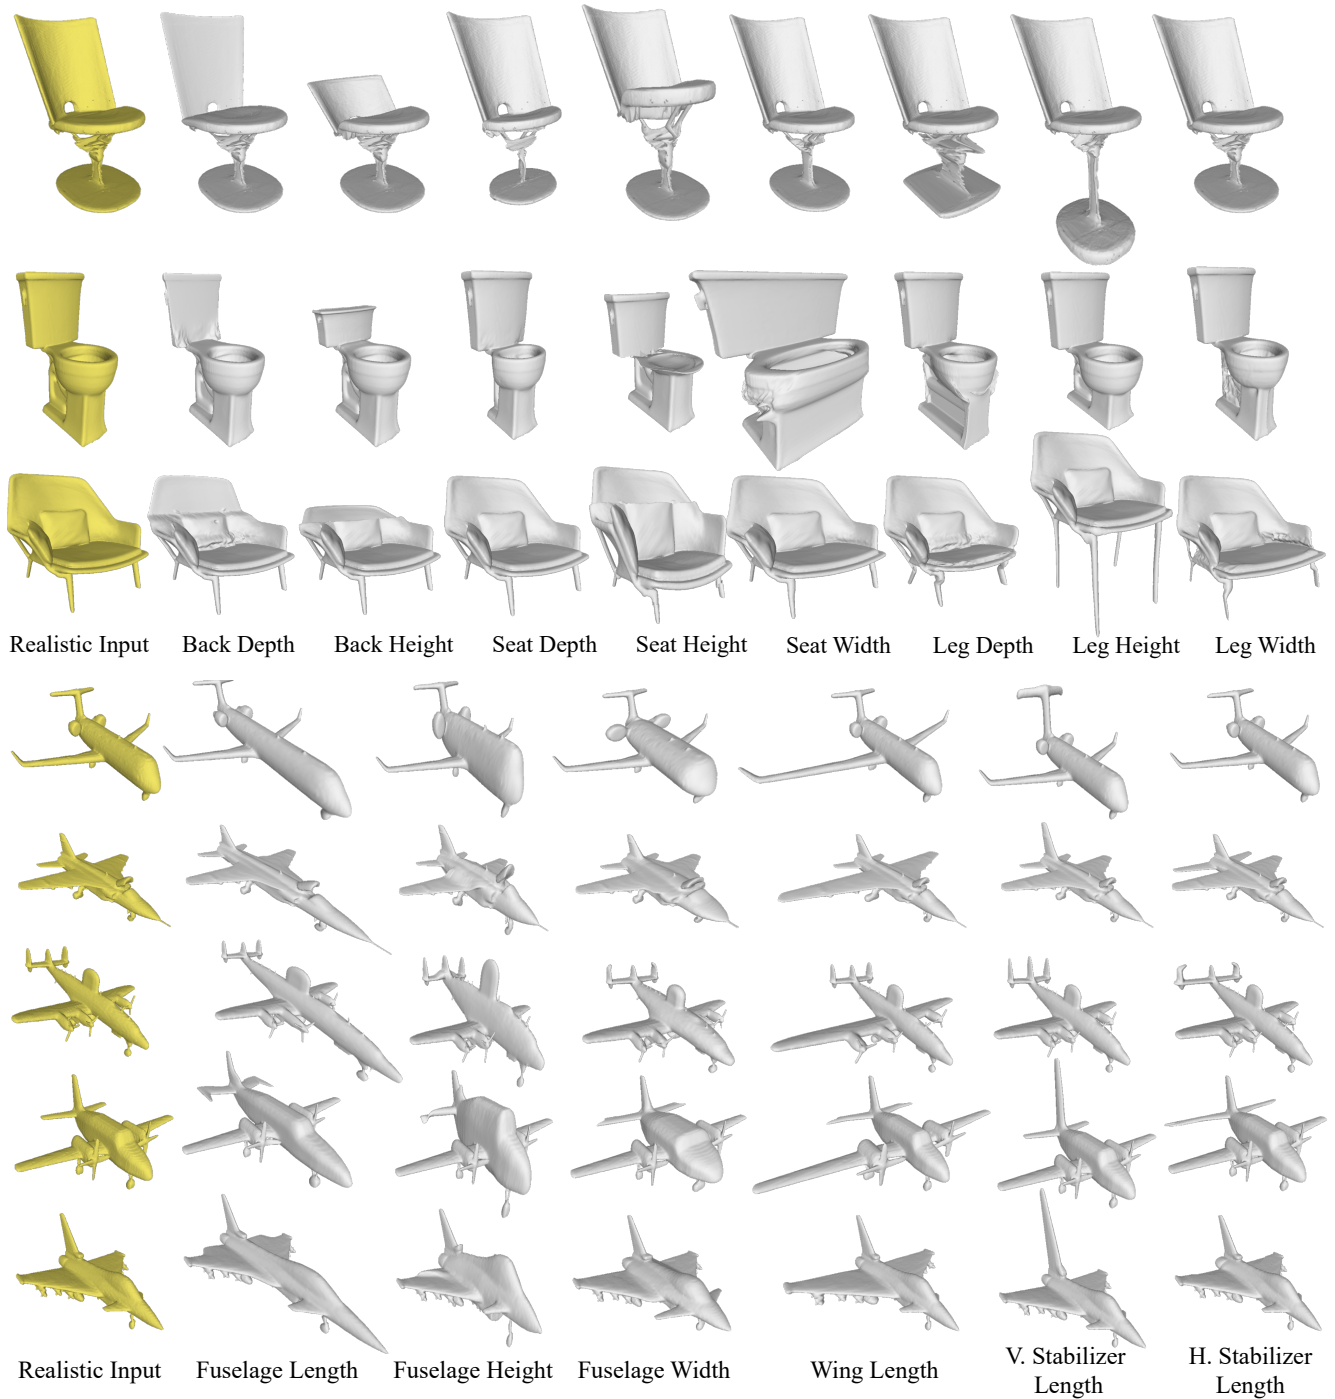 Realistic Input Back Depth Back Height Seat Depth Seat Height Seat Width Leg Depth Leg Height Leg Width
Realistic Input Fuselage Length Fuselage Height Fuselage Width Wing Length V. Stabilizer Length H. Stabilizer Length